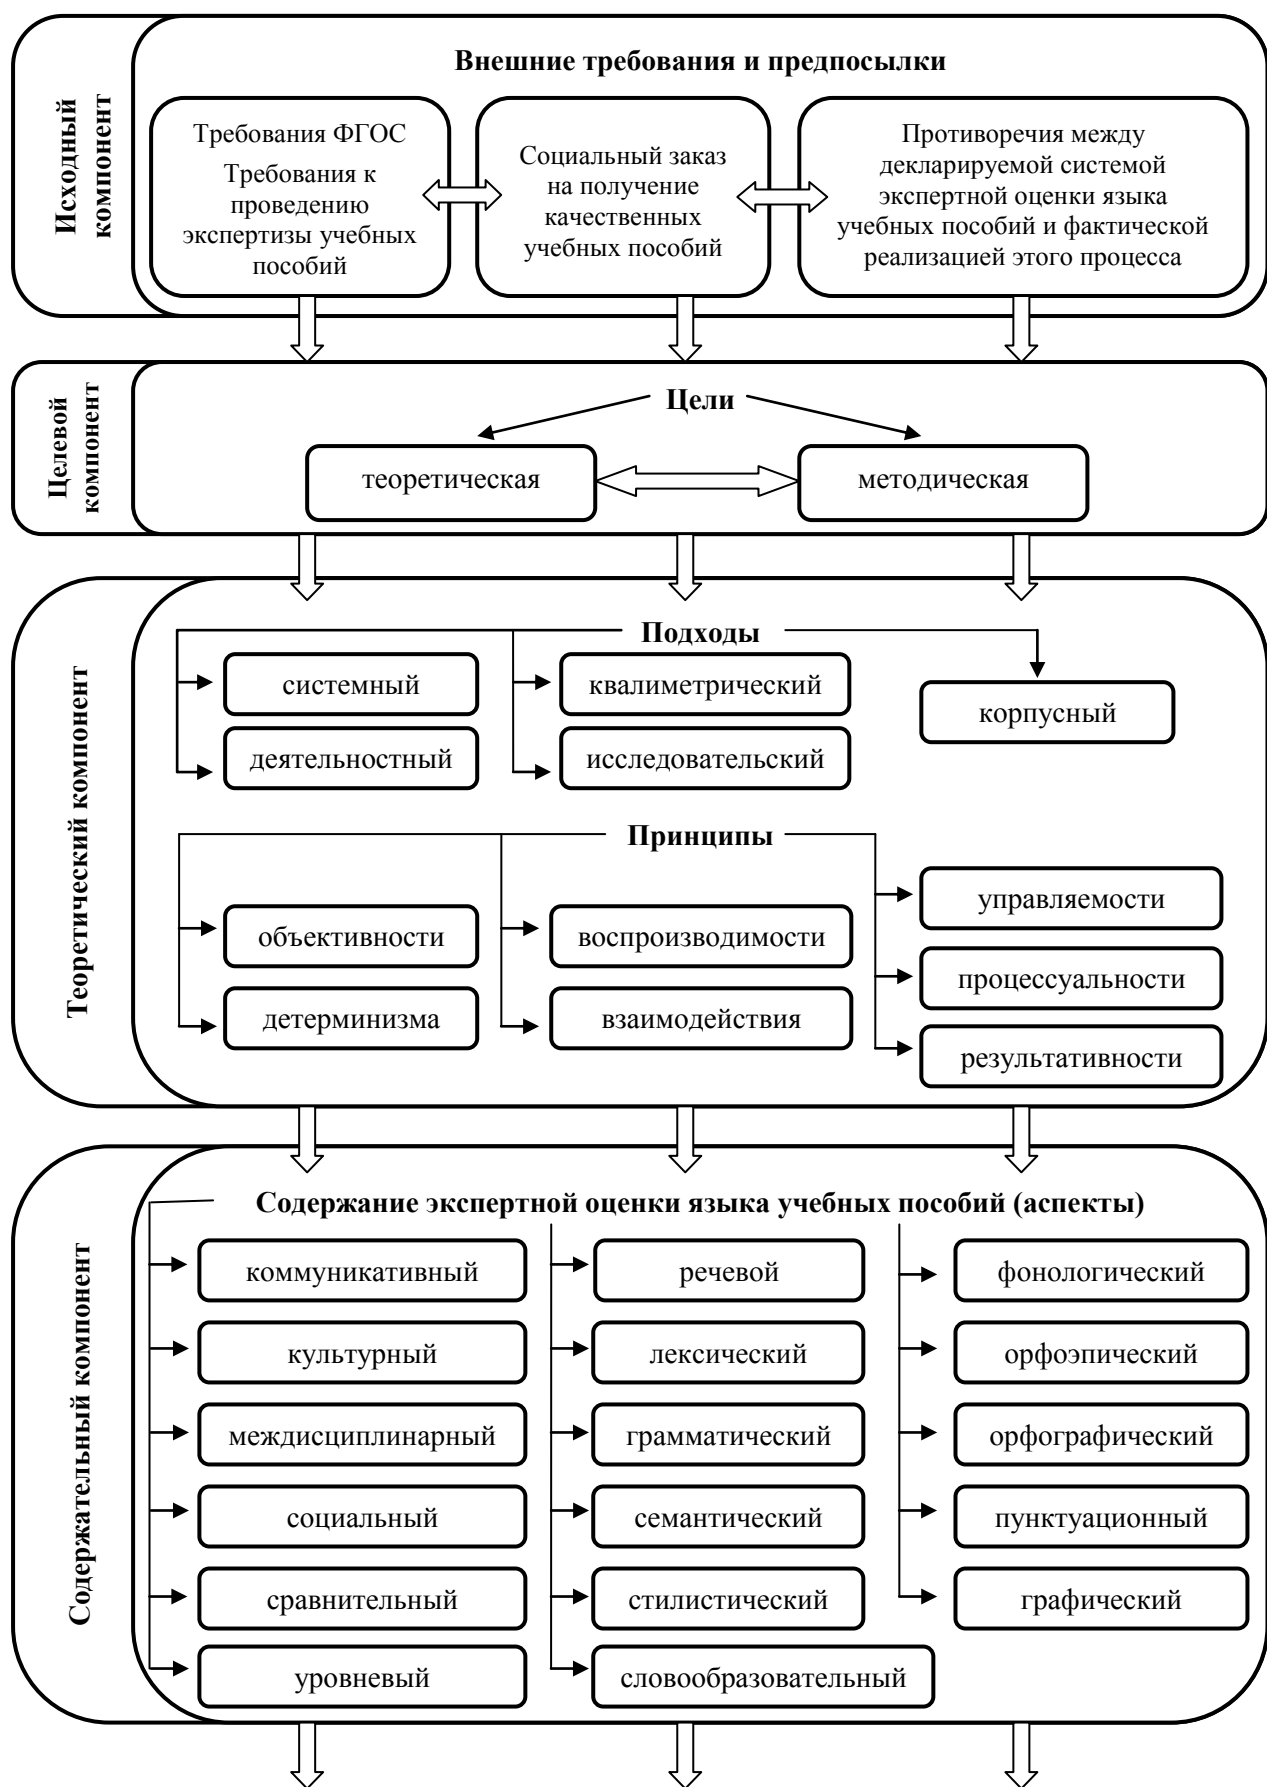 Исходный
компонент
Внешние требования и предпосылки
Требования ФГОС
Требования к
проведению
экспертизы учебных
пособий
Социальный заказ
на получение
качественных
учебных пособий
Противоречия между
декларируемой системой
экспертной оценки языка
учебных пособий и фактической
реализацией этого процесса
Целевой
компонент
Цели
теоретическая
методическая
Теоретический компонент
Подходы
системный
квалиметрический
корпусный
деятельностный
исследовательский
Принципы
объективности
воспроизводимости
управляемости
детерминизма
взаимодействия
процессуальности
результативности
Содержательный компонент
Содержание экспертной оценки языка учебных пособий (аспекты)
коммуникативный
речевой
фонологический
культурный
лексический
орфоэпический
междисциплинарный
грамматический
орфографический
социальный
семантический
пунктуационный
сравнительный
стилистический
графический
уровневый
словообразовательный